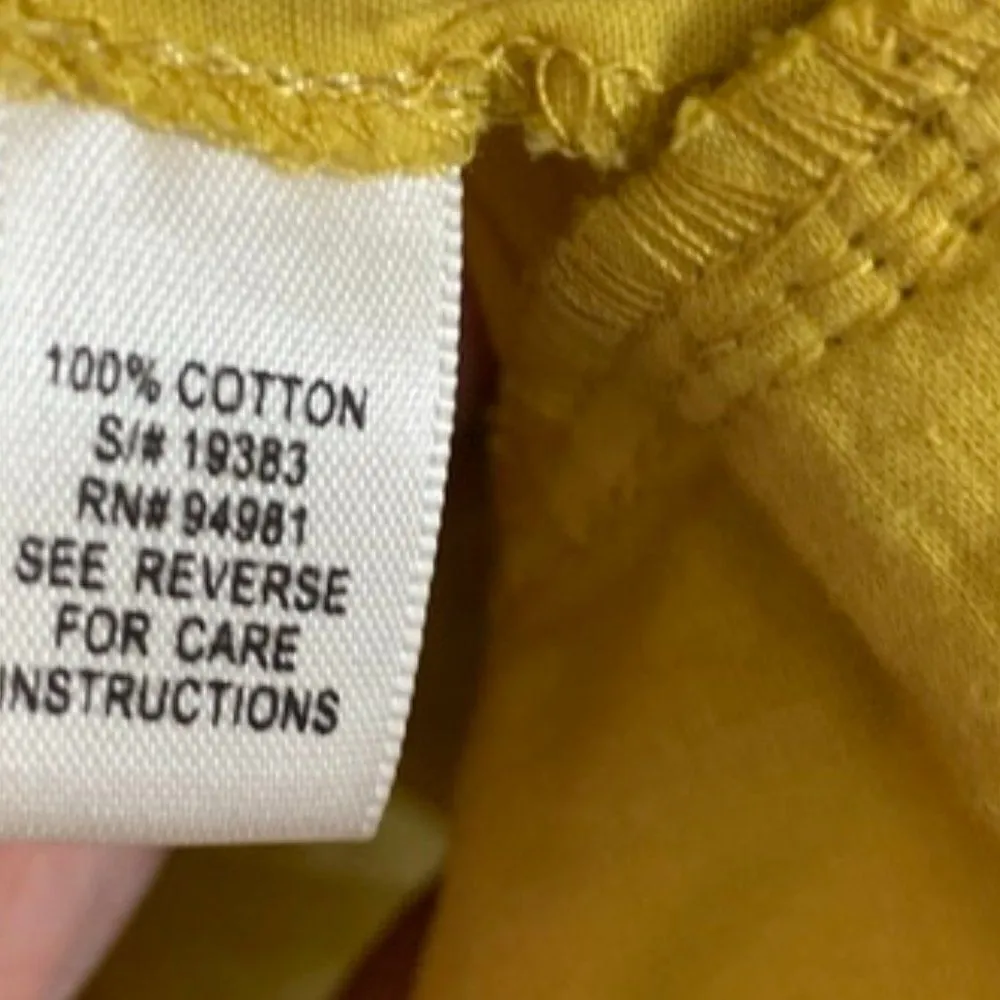 100% COTTON
S/# 19383
RN# 94981
SEE REVERSE
FOR CARE
INSTRUCTIONS